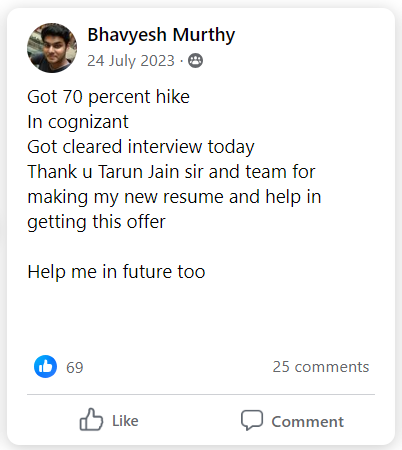 Bhavyesh Murthy
24 July 2023 ·
Got 70 percent hike
In cognizant
Got cleared interview today
Thank u Tarun Jain sir and team for
making my new resume and help in
getting this offer
Help me in future too
69
25 comments
Like
Comment